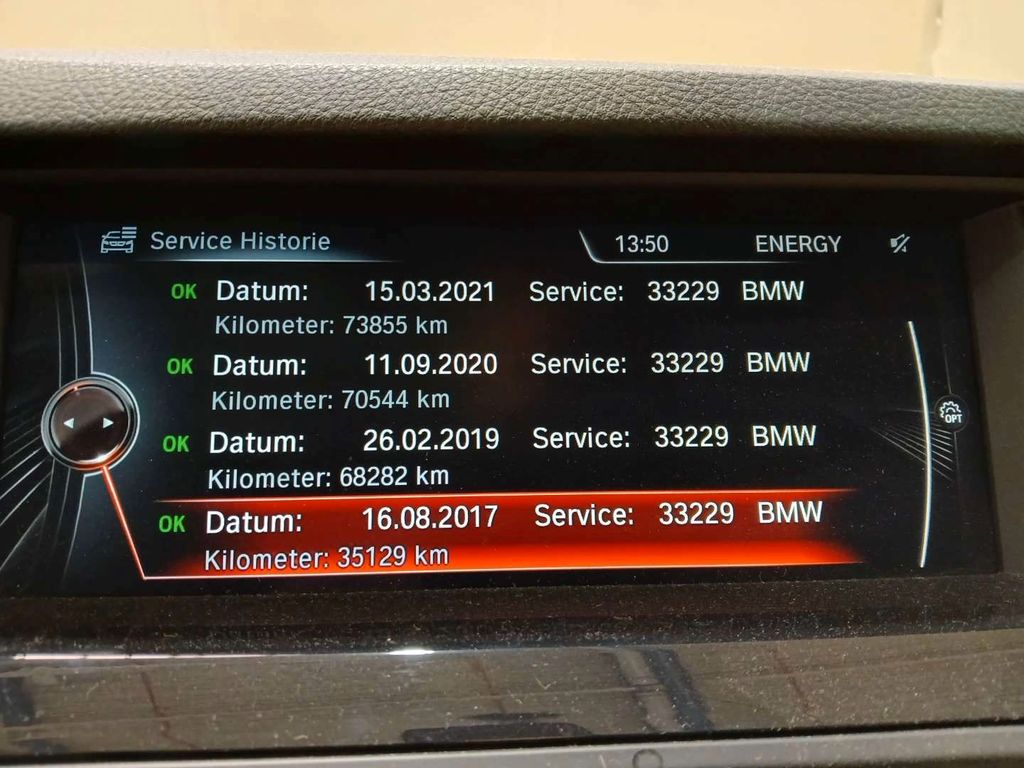 Service Historie 13:50 ENERGY
OK Datum: 15.03.2021 Service: 33229 BMW
Kilometer: 73855 km
OK Datum: 11.09.2020 Service: 33229 BMW
Kilometer: 70544 km
OPT
OK Datum: 26.02.2019 Service: 33229 BMW
Kilometer: 68282 km
OK Datum: 16.08.2017 Service: 33229 BMW
Kilometer: 35129 km